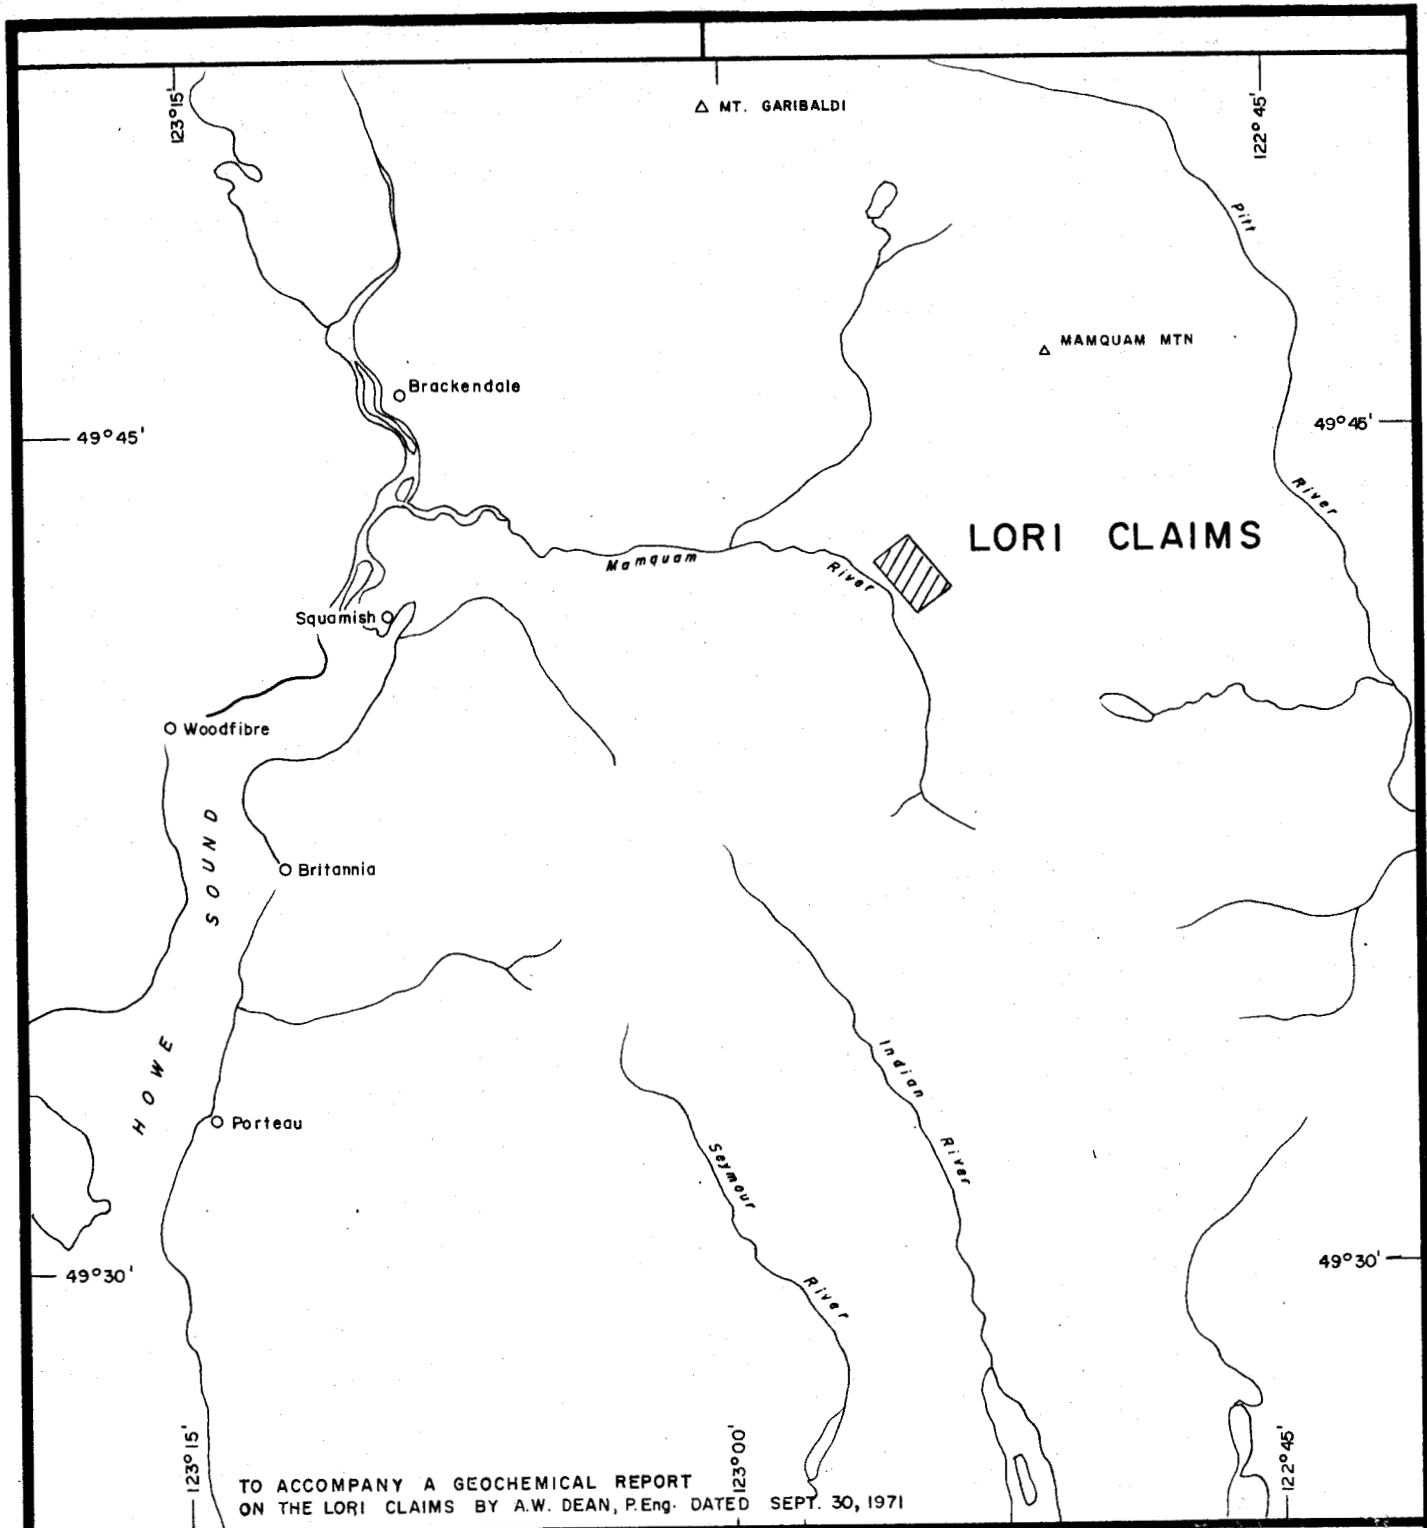 123°15'
122°45'
MT. GARIBALDI
Pitt
MAMQUAM MTN
Brackendale
49°45'
49°45'
River
LORI CLAIMS
Mamquam
River
Squamish
Woodfibre
SOUND
Britannia
HOWE
Indian
Porteau
River
Seymour
49°30'
49°30'
River
123°15'
123°00'
122°45'
TO ACCOMPANY A GEOCHEMICAL REPORT
ON THE LORI CLAIMS BY A.W. DEAN, P.Eng. DATED SEPT. 30, 1971